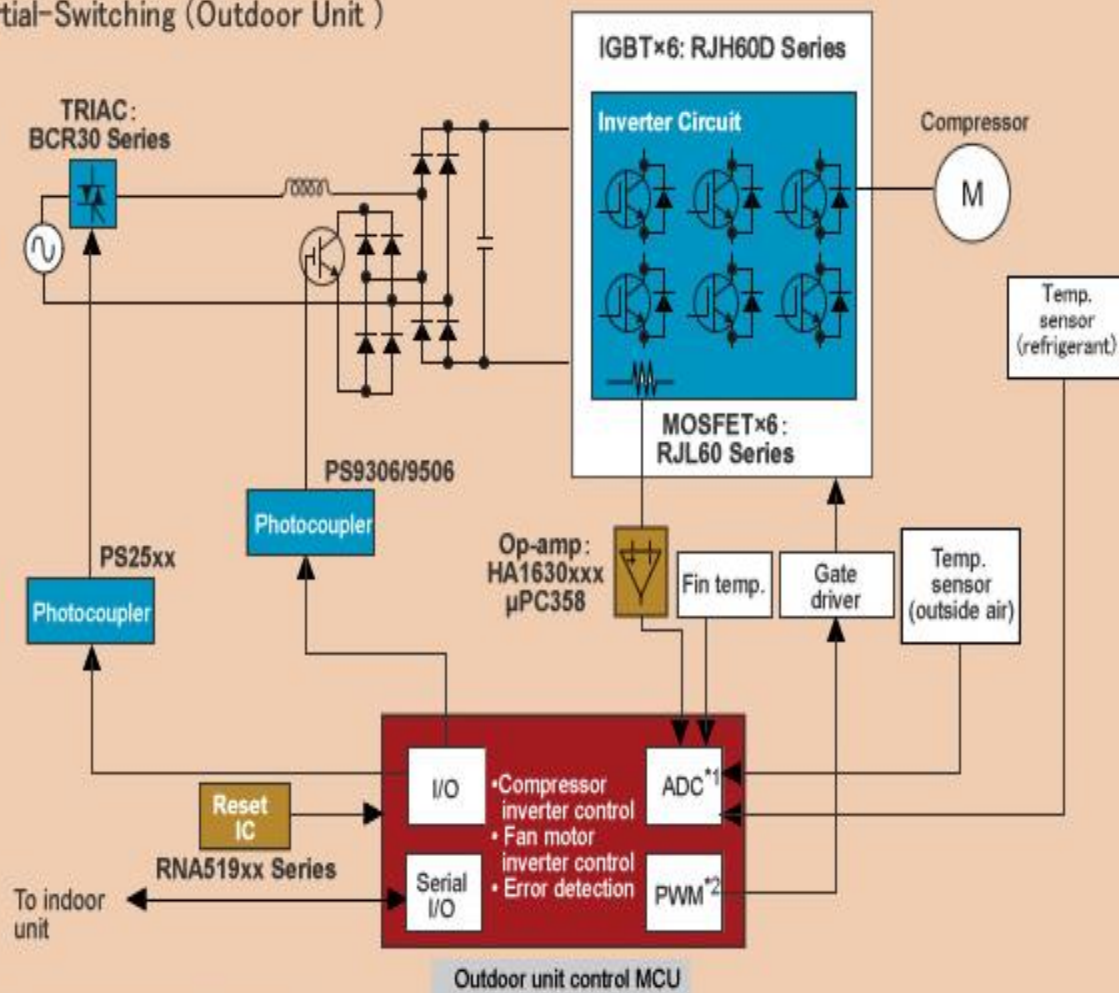 rtial-Switching (Outdoor Unit )
IGBT×6: RJH60D Series
TRIAC:
BCR30 Series
Inverter Circuit
Compressor
M
Temp.
sensor
(refrigerant)
MOSFET×6:
RJL60 Series
PS9306/9506
Photocoupler
PS25xx
Photocoupler
Op-amp:
HA1630xxx
µPC358
Fin temp.
Gate
driver
Temp.
sensor
(outside air)
I/O
•Compressor
inverter control
• Fan motor
inverter control
• Error detection
ADC*1
Reset
IC
RNA519xx Series
Serial
I/O
PWM*2
To indoor
unit
Outdoor unit control MCU